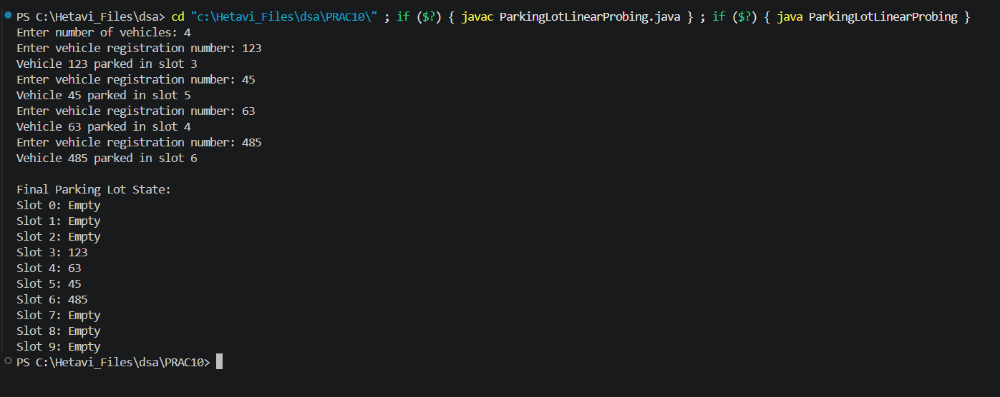 PS C:\Hetavi_Files\dsa> cd "c:\Hetavi_Files\dsa\PRAC10\" ; if ($?) { javac ParkingLotLinearProbing.java } ; if ($?) { java ParkingLotLinearProbing }
Enter number of vehicles: 4
Enter vehicle registration number: 123
Vehicle 123 parked in slot 3
Enter vehicle registration number: 45
Vehicle 45 parked in slot 5
Enter vehicle registration number: 63
Vehicle 63 parked in slot 4
Enter vehicle registration number: 485
Vehicle 485 parked in slot 6

Final Parking Lot State:
Slot 0: Empty
Slot 1: Empty
Slot 2: Empty
Slot 3: 123
Slot 4: 63
Slot 5: 45
Slot 6: 485
Slot 7: Empty
Slot 8: Empty
Slot 9: Empty
PS C:\Hetavi_Files\dsa\PRAC10>